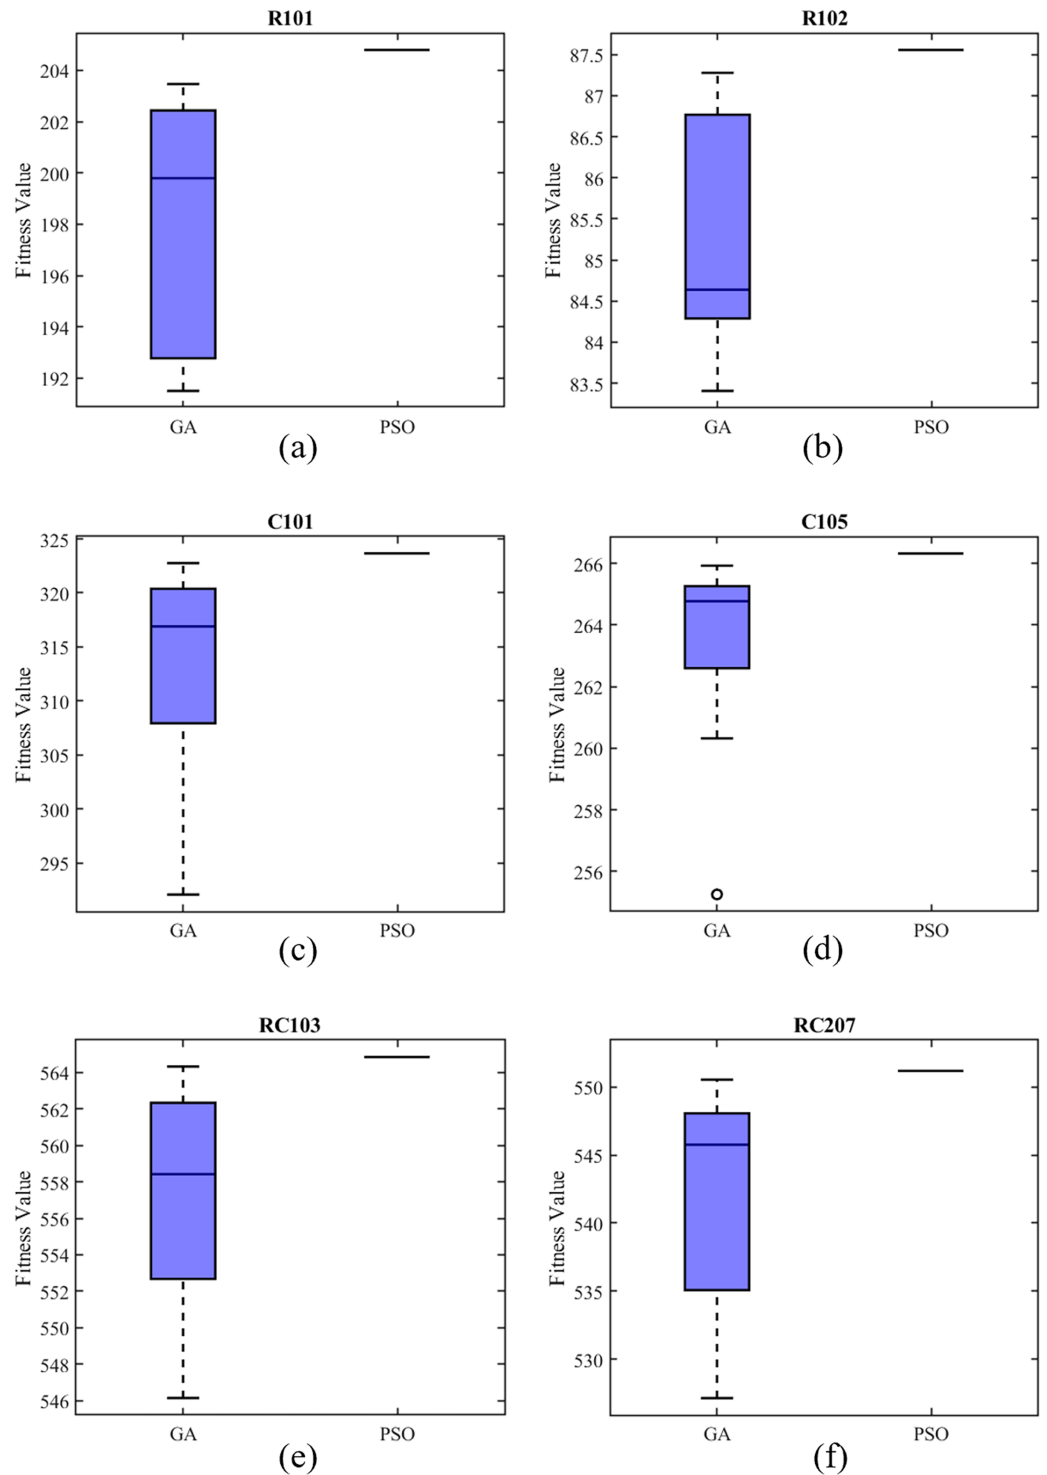 R101
204
202
200
198
196
194
192
Fitness Value
GA
PSO
(a)
R102
87.5
87
86.5
86
85.5
85
84.5
84
83.5
Fitness Value
GA
PSO
(b)
C101
325
320
315
310
305
300
295
Fitness Value
GA
PSO
(c)
C105
266
264
262
260
258
256
Fitness Value
GA
PSO
(d)
RC103
564
562
560
558
556
554
552
550
548
546
Fitness Value
GA
PSO
(e)
RC207
550
545
540
535
530
Fitness Value
GA
PSO
(f)